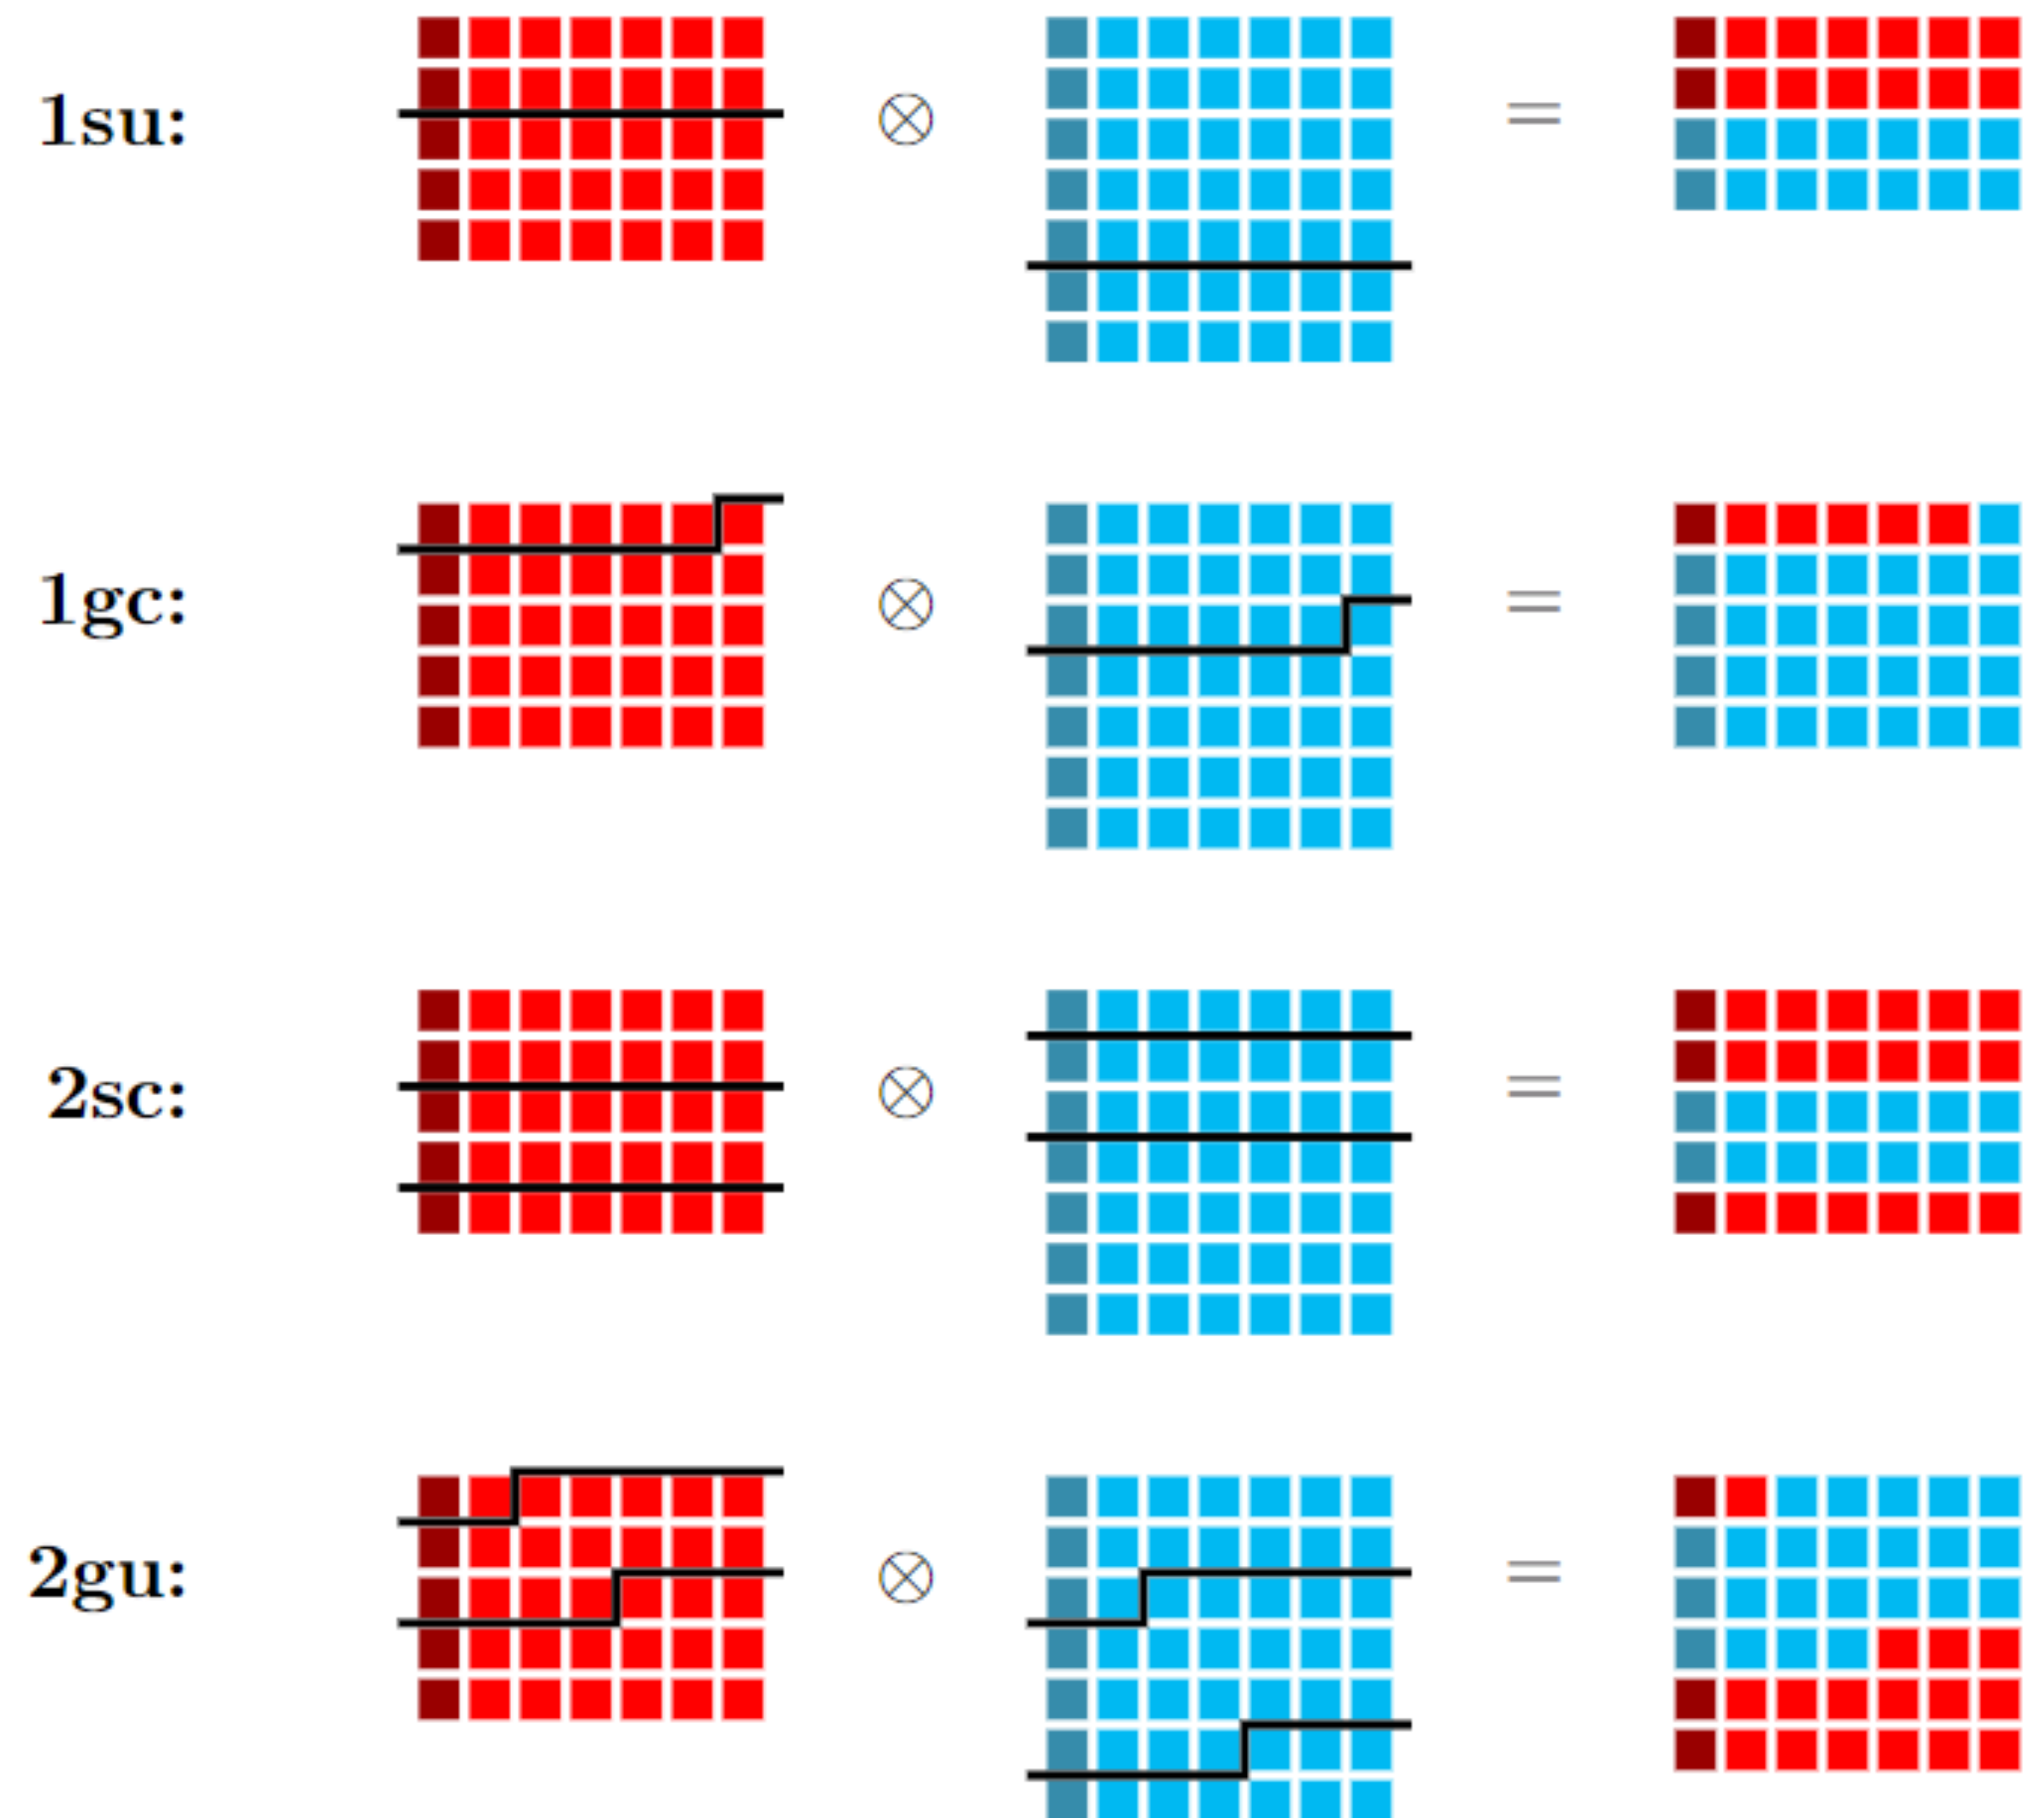 1su: ⊗ =
1gc: ⊗ =
2sc: ⊗ =
2gu: ⊗ =